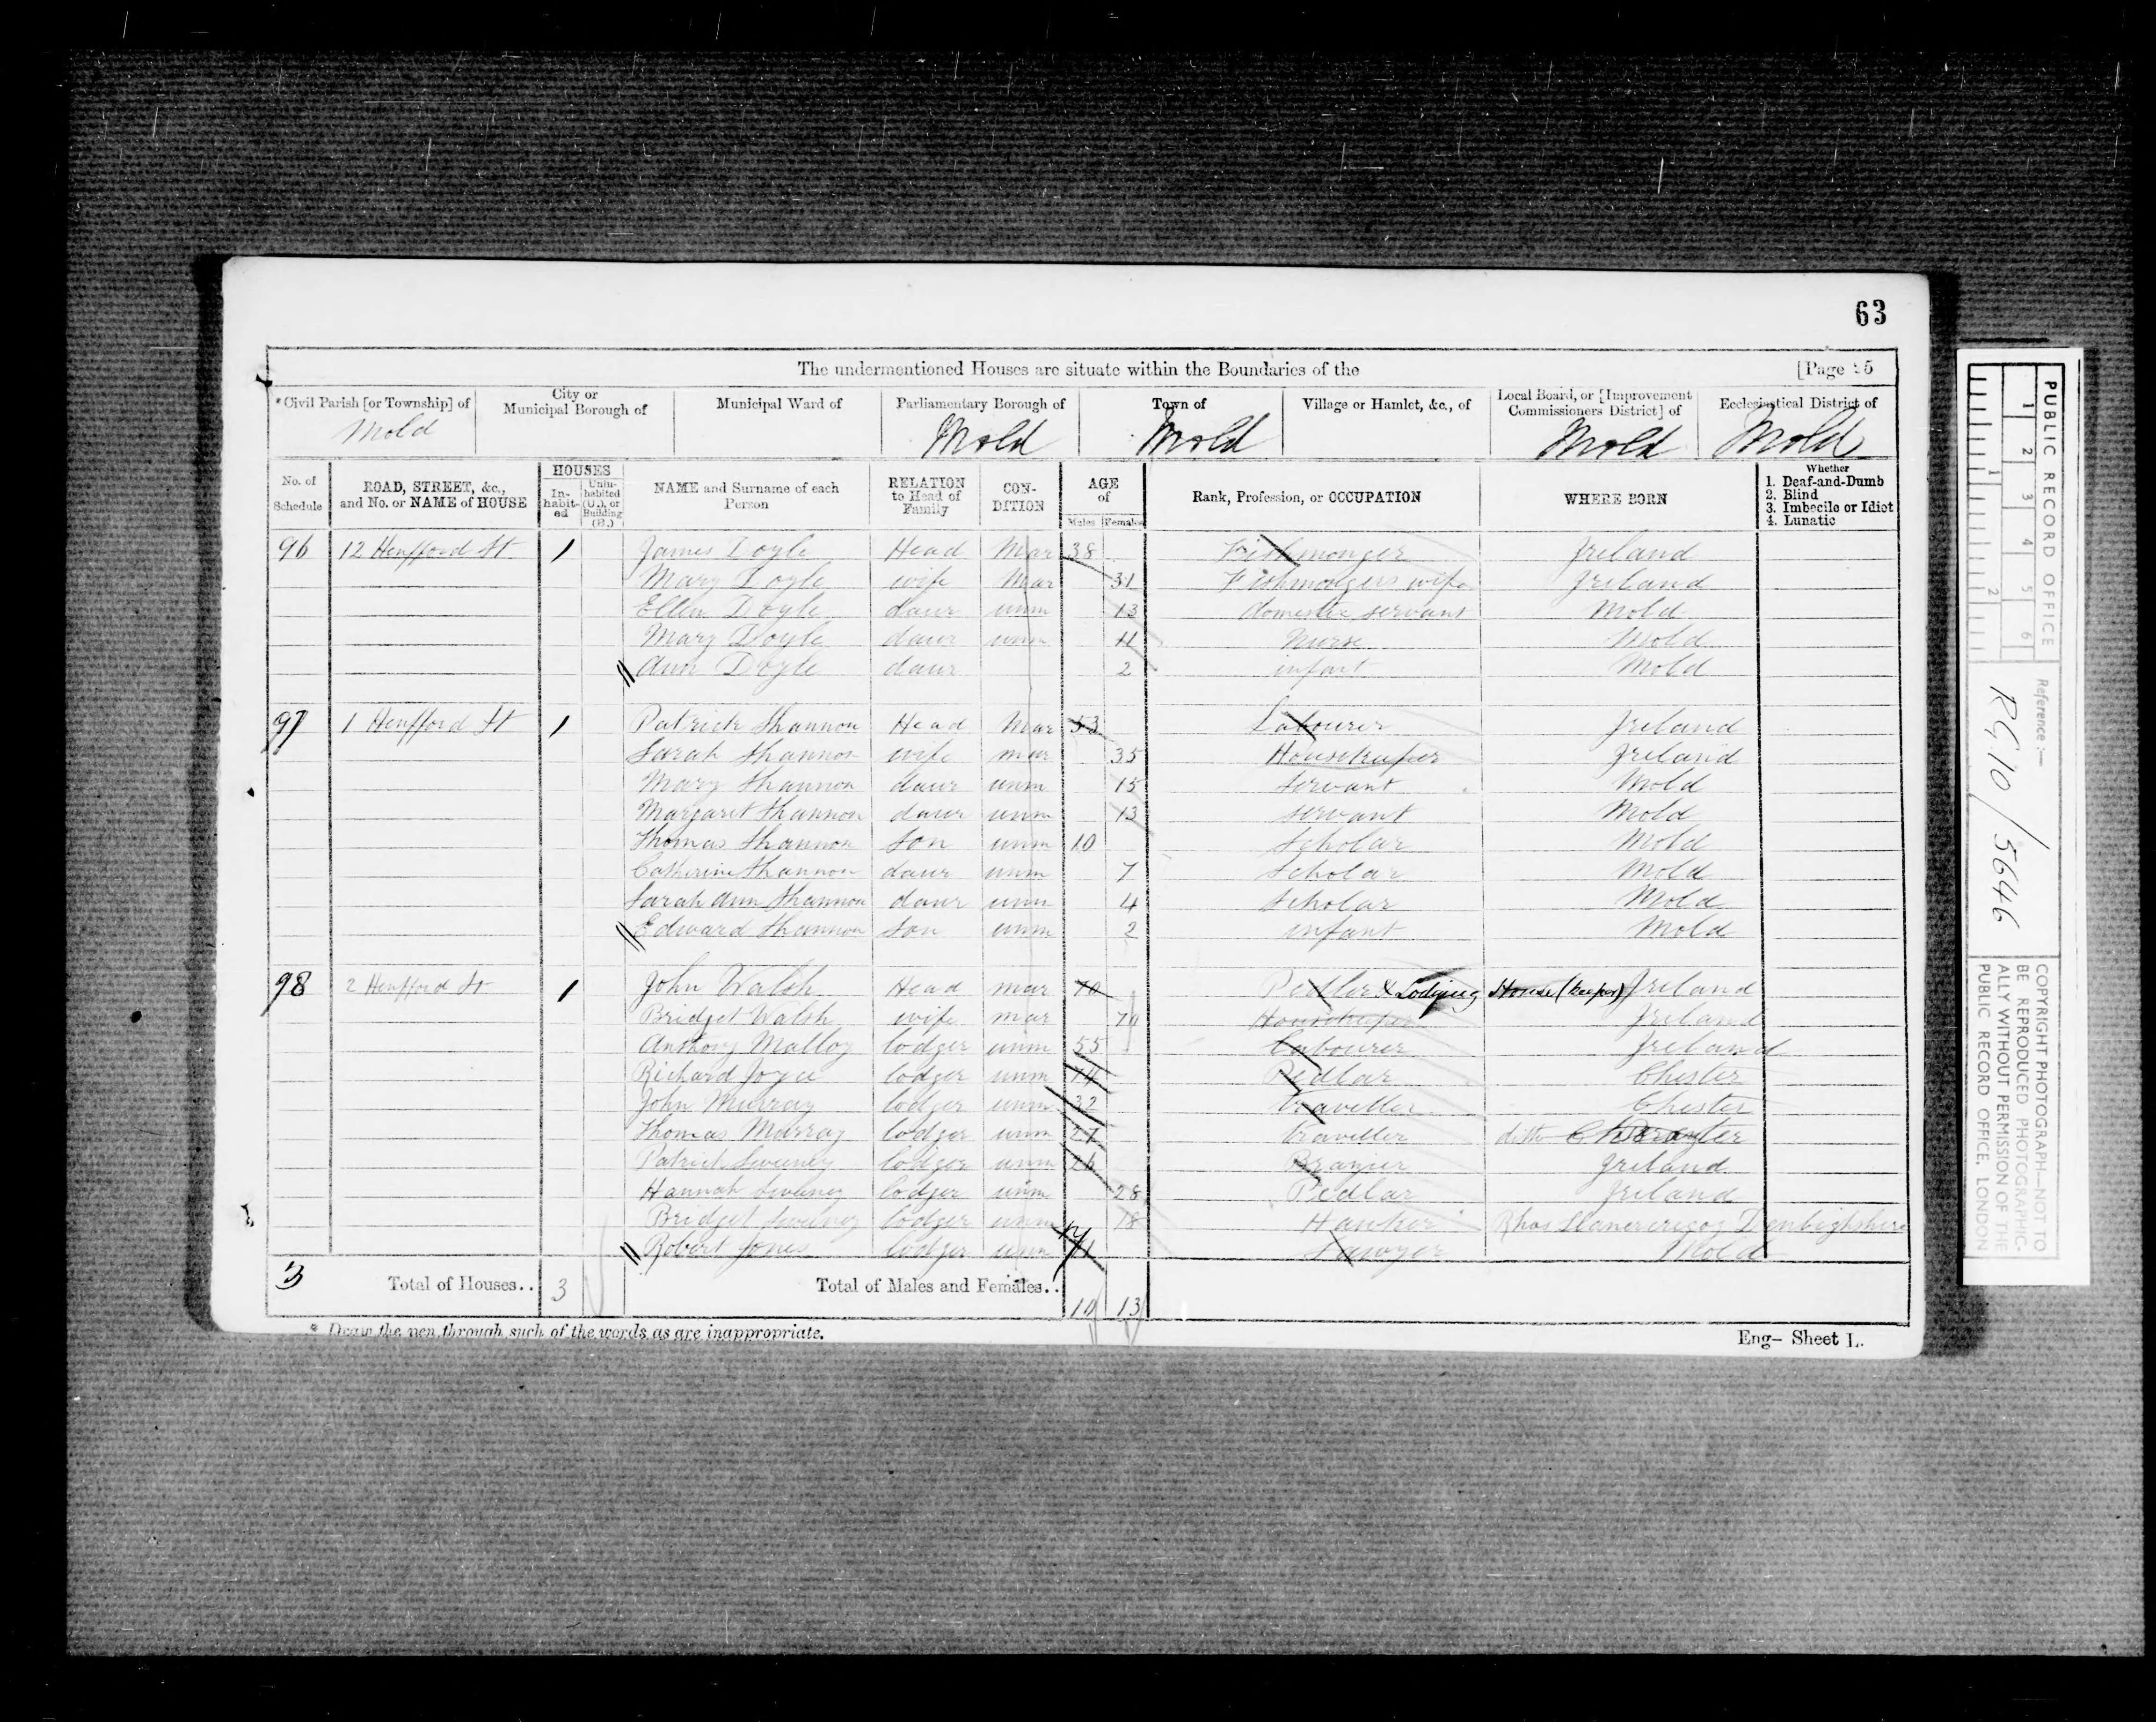 63
The undermentioned Houses are situate within the Boundaries of the [Page 25
*Civil Parish [or Township] of City or Municipal Borough of Municipal Ward of Parliamentary Borough of Town of Village or Hamlet, &c., of Local Board, or [Improvement Commissioners District] of Ecclesiastical District of
Mold Mold Mold Mold Mold
No. of Schedule ROAD, STREET, &c., and No. or NAME of HOUSE HOUSES In-habit-ed Unin-habited (U.), or Building (B.) NAME and Surname of each Person RELATION to Head of Family CON-DITION AGE of Males Females Rank, Profession, or OCCUPATION WHERE BORN Whether 1. Deaf-and-Dumb 2. Blind 3. Imbecile or Idiot 4. Lunatic
96 12 Henfford St 1 James Doyle Head Mar 38 Fishmonger Ireland
Mary Doyle wife Mar 31 Fishmongers wife Ireland
Ellen Doyle daur unm 13 domestic servant Mold
Mary Doyle daur unm 11 Nurse Mold
Ann Doyle daur 2 infant Mold
97 1 Henfford St 1 Patrick Shannon Head Mar 53 Labourer Ireland
Sarah Shannon wife mar 35 Housekeeper Ireland
Mary Shannon daur unm 15 servant Mold
Margaret Shannon daur unm 13 servant Mold
Thomas Shannon son unm 10 Scholar Mold
Catherine Shannon daur unm 7 Scholar Mold
Sarah Ann Shannon daur unm 4 Scholar Mold
Edward Shannon son unm 2 infant Mold
98 2 Henfford St 1 John Walsh Head mar 70 Pedlar & Lodging House (keeper) Ireland
Bridget Walsh wife mar Housekeeper Ireland
Anthony Malloy lodger unm 55 Labourer Ireland
Richard Joyce lodger unm 74 Pedlar Chester
John Murray lodger unm 32 traveller Chester
Thomas Murray lodger unm 27 traveller ditto
Patrick Sweeney lodger unm 26 Brazier Ireland
Hannah Sweeney lodger unm 28 Pedlar Ireland
Bridget Sweeney lodger unm 18 Hawker Rhos Denbighshire
Robert Jones lodger unm 41 Sawyer Mold
3 Total of Houses.. 3 Total of Males and Females.. 10 13
* Draw the pen through such of the words as are inappropriate.
Eng- Sheet L.
PUBLIC RECORD OFFICE
1 2 3 4 5 6
1 2
Reference :-
RG 10/5646
COPYRIGHT PHOTOGRAPH—NOT TO
BE REPRODUCED PHOTOGRAPHIC-
ALLY WITHOUT PERMISSION OF THE
PUBLIC RECORD OFFICE, LONDON